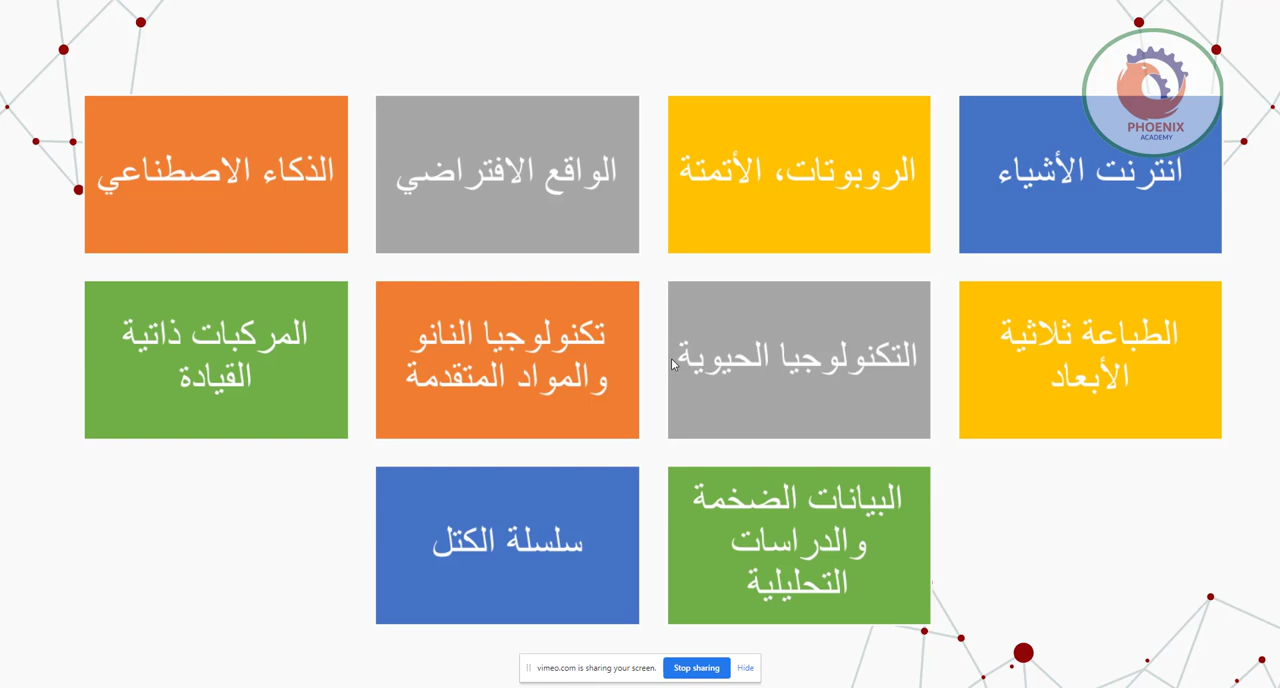 PHOENIX
ACADEMY
انترنت الأشياء
الروبوتات، الأتمتة
الواقع الافتراضي
الذكاء الاصطناعي
الطباعة ثلاثية
الأبعاد
التكنولوجيا الحيوية
تكنولوجيا النانو
والمواد المتقدمة
المركبات ذاتية
القيادة
البيانات الضخمة
والدراسات
التحليلية
سلسلة الكتل
vimeo.com is sharing your screen.
Stop sharing
Hide